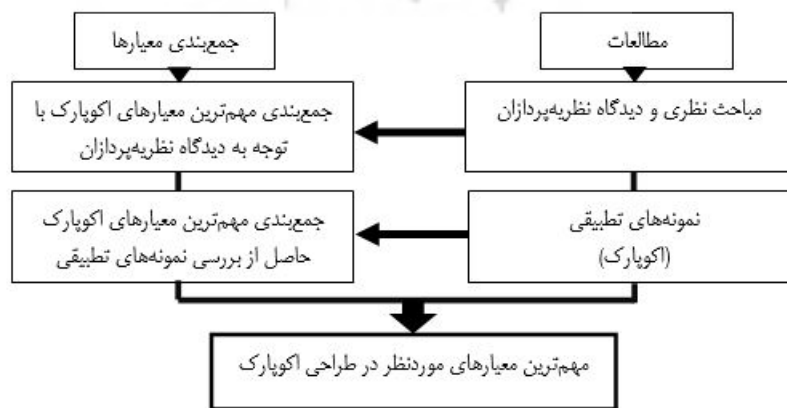 مطالعات
جمع‌بندی معیارها
مباحث نظری و دیدگاه نظریه‌پردازان
جمع‌بندی مهم‌ترین معیارهای اکوپارک با
توجه به دیدگاه نظریه‌پردازان
نمونه‌های تطبیقی
(اکوپارک)
جمع‌بندی مهم‌ترین معیارهای اکوپارک
حاصل از بررسی نمونه‌های تطبیقی
مهم‌ترین معیارهای موردنظر در طراحی اکوپارک